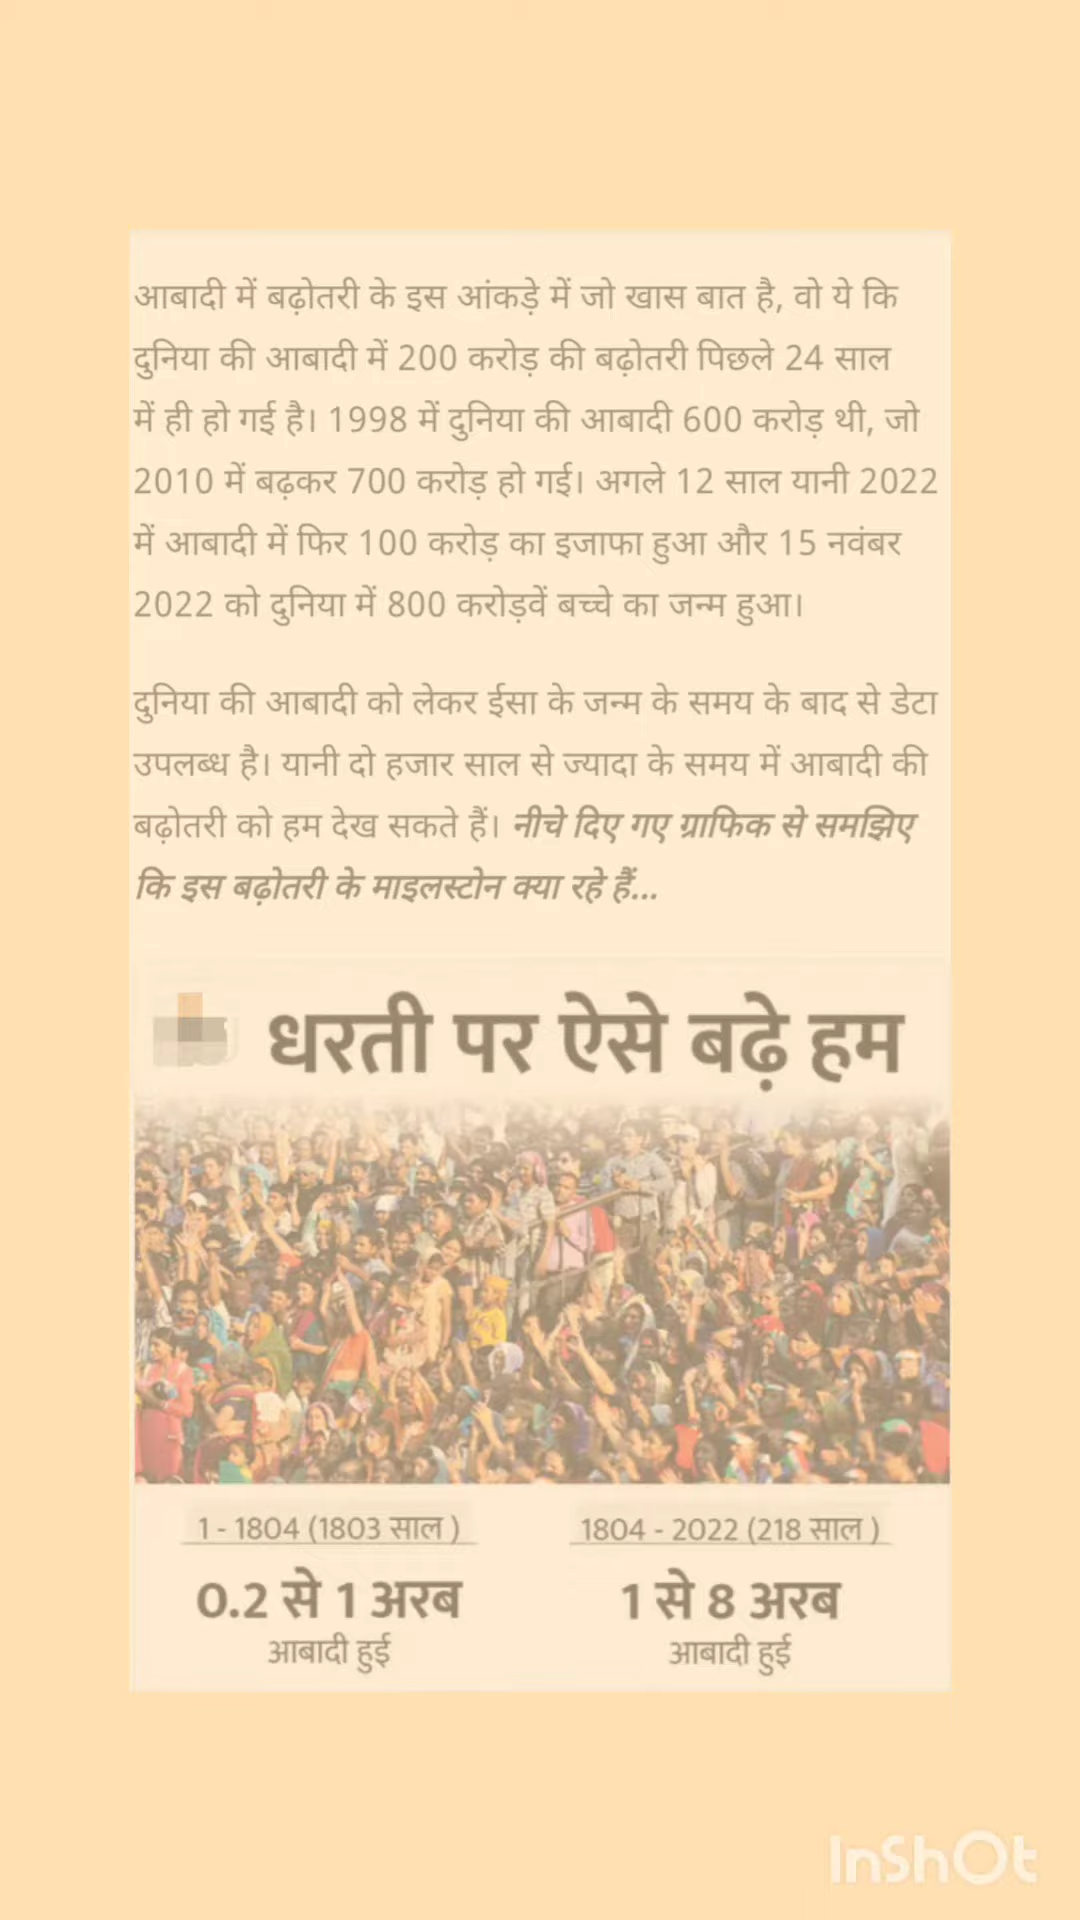 आबादी में बढ़ोतरी के इस आंकड़े में जो खास बात है, वो ये कि
दुनिया की आबादी में 200 करोड़ की बढ़ोतरी पिछले 24 साल
में ही हो गई है। 1998 में दुनिया की आबादी 600 करोड़ थी, जो
2010 में बढ़कर 700 करोड़ हो गई। अगले 12 साल यानी 2022
में आबादी में फिर 100 करोड़ का इजाफा हुआ और 15 नवंबर
2022 को दुनिया में 800 करोड़वें बच्चे का जन्म हुआ।
दुनिया की आबादी को लेकर ईसा के जन्म के समय के बाद से डेटा
उपलब्ध है। यानी दो हजार साल से ज्यादा के समय में आबादी की
बढ़ोतरी को हम देख सकते हैं। नीचे दिए गए ग्राफिक से समझिए
कि इस बढ़ोतरी के माइलस्टोन क्या रहे हैं...
धरती पर ऐसे बढ़े हम
1 - 1804 (1803 साल )
0.2 से 1 अरब
आबादी हुई
1804 - 2022 (218 साल )
1 से 8 अरब
आबादी हुई
InShOt